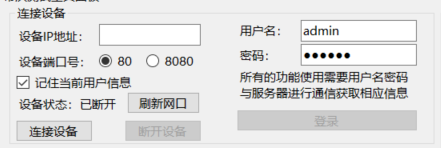 连接设备
设备IP地址:
设备端口号: 80 8080
记住当前用户信息
设备状态: 已断开 刷新网口
连接设备 断开设备
用户名: admin
密码: ●●●●●●
所有的功能使用需要用户名密码
与服务器进行通信获取相应信息
登录